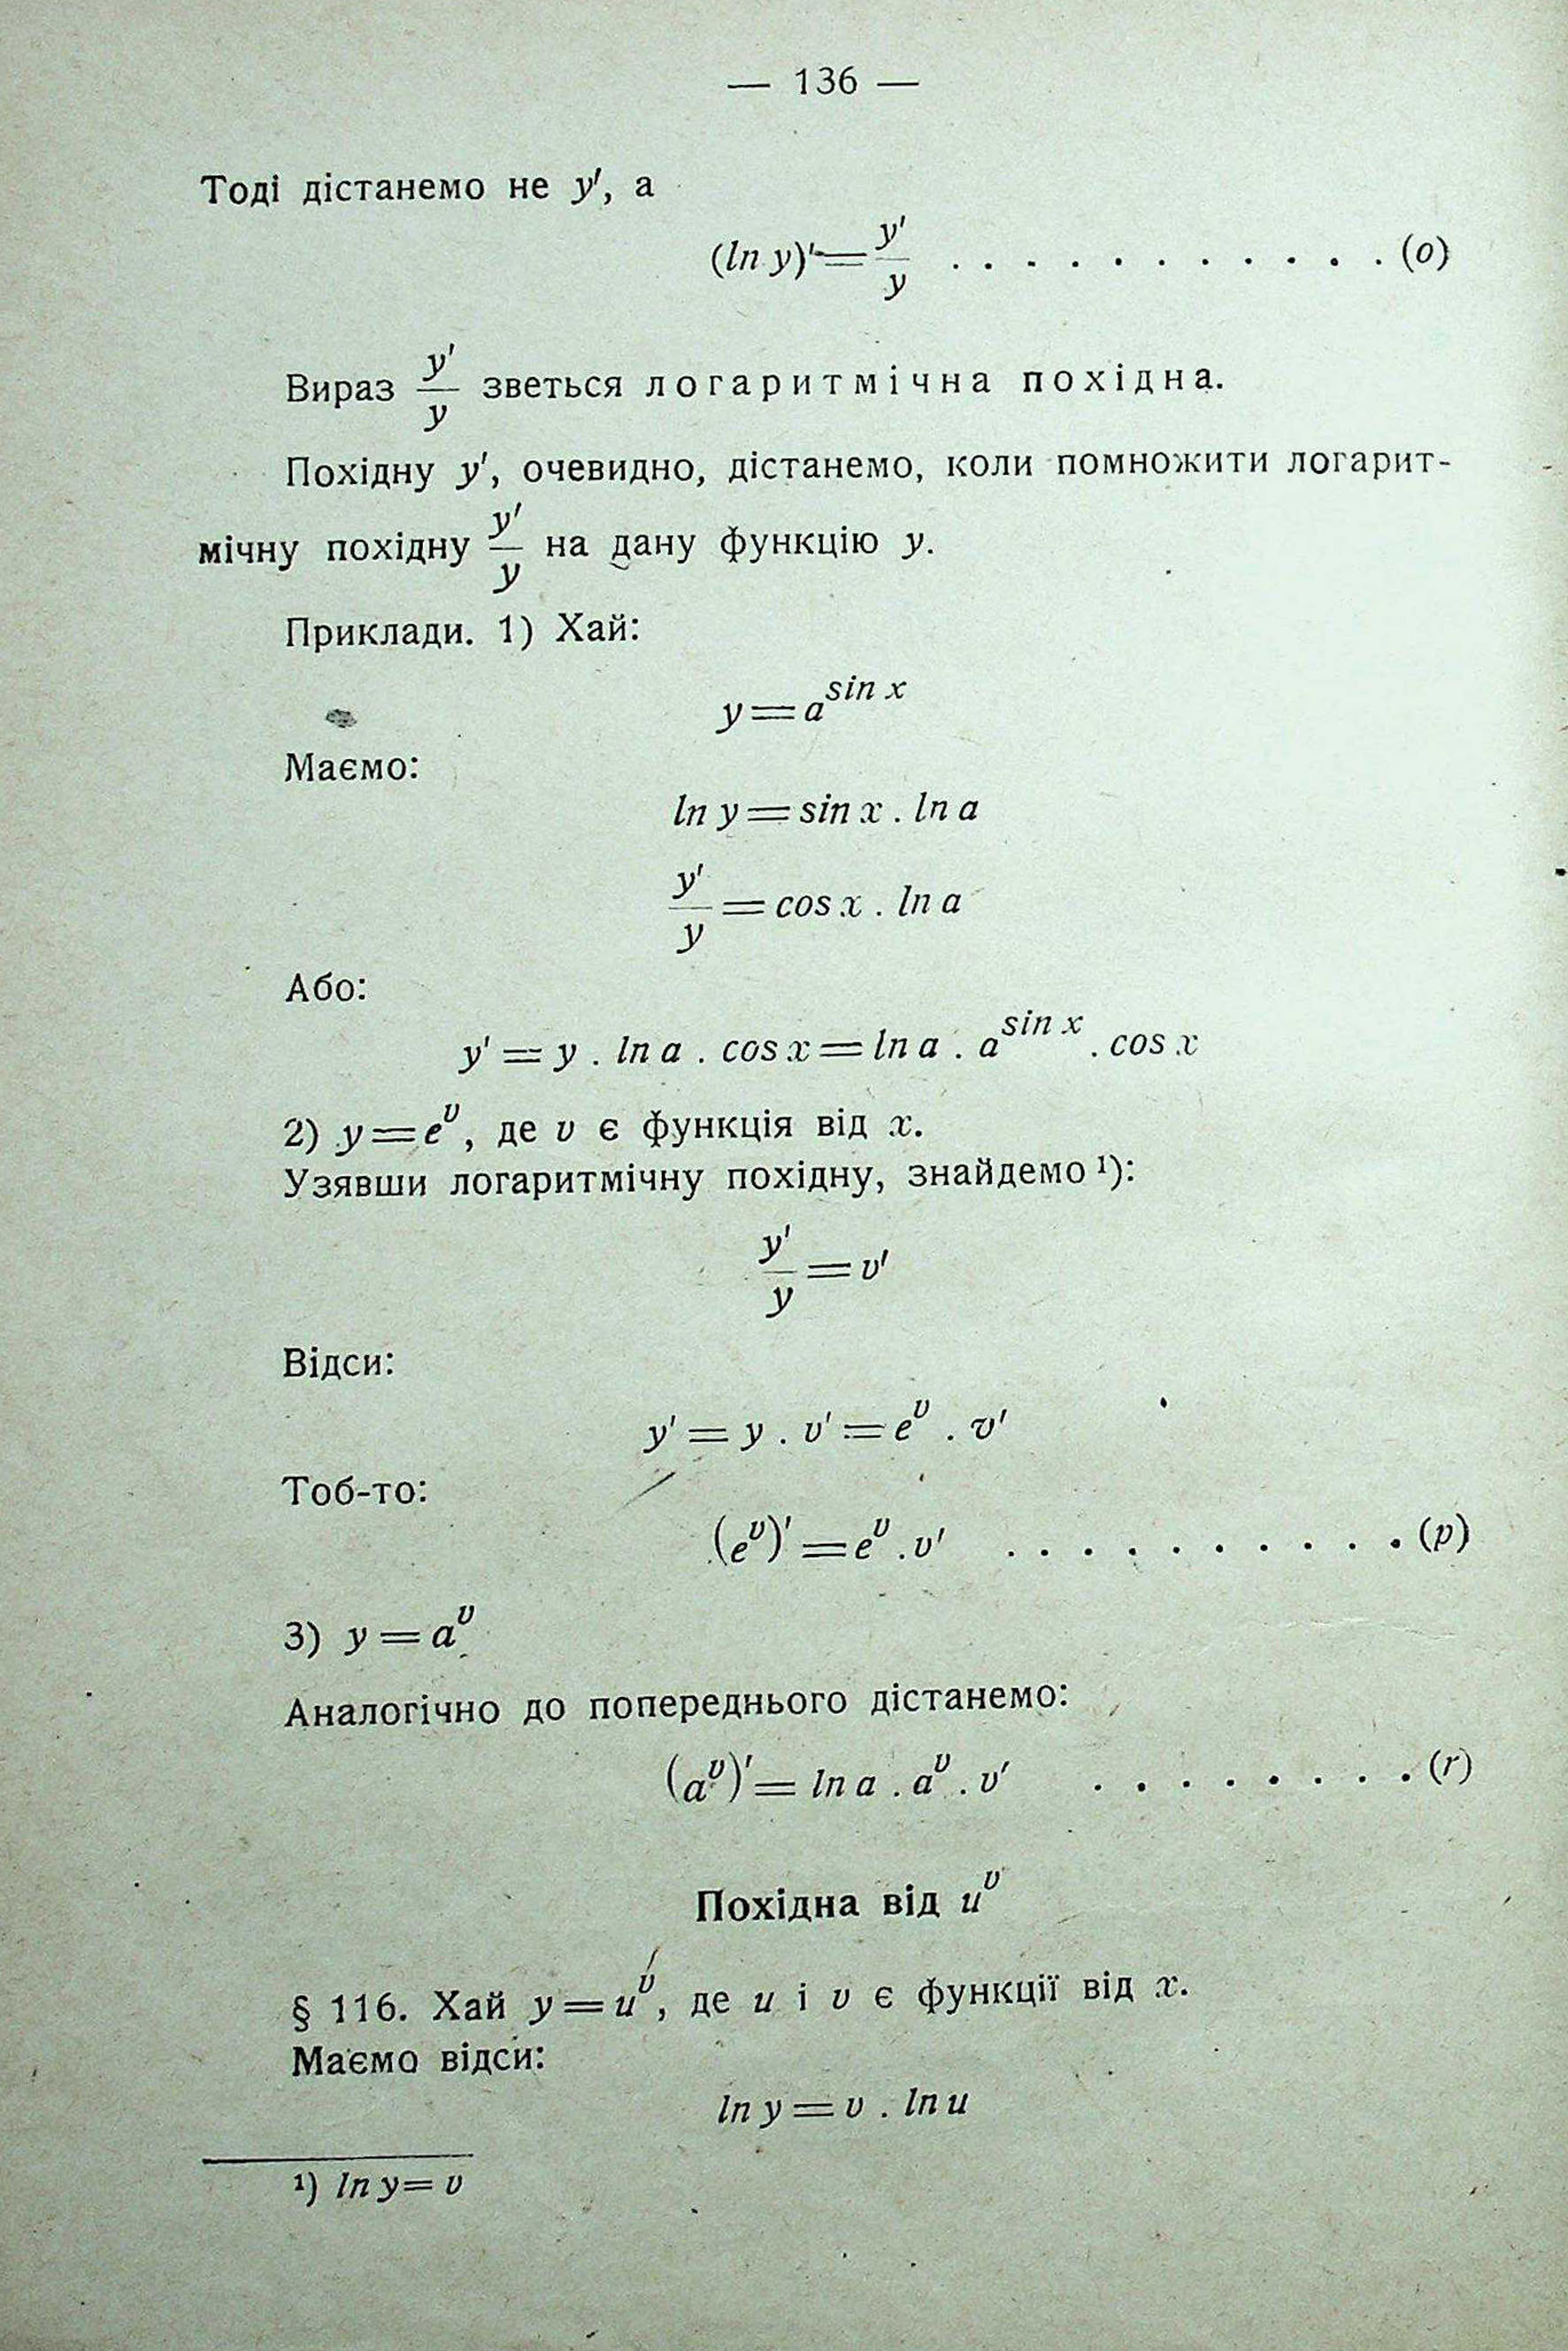 — 136 —
Тоді дістанемо не y', а
(ln y)' = y'/y . . . . . . . . . . . (o)
Вираз y'/y зветься логаритмічна похідна.
Похідну y', очевидно, дістанемо, коли помножити логарит-
мічну похідну y'/y на дану функцію y.
Приклади. 1) Хай:
y = a^{sin x}
Маємо:
ln y = sin x . ln a
y'/y = cos x . ln a
Або:
y' = y . ln a . cos x = ln a . a^{sin x} . cos x
2) y = e^υ, де υ є функція від x.
Узявши логаритмічну похідну, знайдемо ¹):
y'/y = υ'
Відси:
y' = y . υ' = e^υ . υ'
Тоб-то:
(e^υ)' = e^υ . υ' . . . . . . . . . . (p)
3) y = a^υ
Аналогічно до попереднього дістанемо:
(a^υ)' = ln a . a^υ . υ' . . . . . . . . (r)
Похідна від u^υ
§ 116. Хай y = u^υ, де u і υ є функції від x.
Маємо відси:
ln y = υ . ln u
¹) ln y = υ